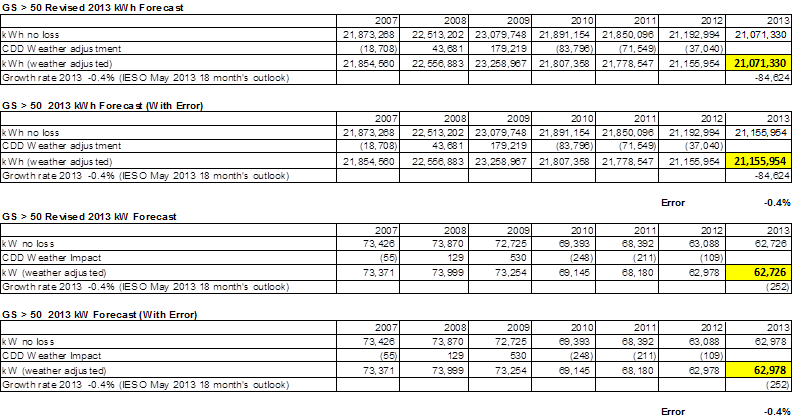 GS > 50 Revised 2013 kWh Forecast
2007 2008 2009 2010 2011 2012 2013
kWh no loss 21,873,268 22,513,202 23,079,748 21,891,154 21,850,096 21,192,994 21,071,330
CDD Weather adjustment (18,708) 43,681 179,219 (83,796) (71,549) (37,040)
kWh (weather adjusted) 21,854,560 22,556,883 23,258,967 21,807,358 21,778,547 21,155,954 21,071,330
Growth rate 2013 -0.4% (IESO May 2013 18 month's outlook) -84,624
GS > 50 2013 kWh Forecast (With Error)
2007 2008 2009 2010 2011 2012 2013
kWh no loss 21,873,268 22,513,202 23,079,748 21,891,154 21,850,096 21,192,994 21,155,954
CDD Weather adjustment (18,708) 43,681 179,219 (83,796) (71,549) (37,040)
kWh (weather adjusted) 21,854,560 22,556,883 23,258,967 21,807,358 21,778,547 21,155,954 21,155,954
Growth rate 2013 -0.4% (IESO May 2013 18 month's outlook) -84,624
Error -0.4%
GS > 50 Revised 2013 kW Forecast
2007 2008 2009 2010 2011 2012 2013
kW no loss 73,426 73,870 72,725 69,393 68,392 63,088 62,726
CDD Weather Impact (55) 129 530 (248) (211) (109)
kW (weather adjusted) 73,371 73,999 73,254 69,145 68,180 62,978 62,726
Growth rate 2013 -0.4% (IESO May 2013 18 month's outlook) (252)
GS > 50 2013 kW Forecast (With Error)
2007 2008 2009 2010 2011 2012 2013
kW no loss 73,426 73,870 72,725 69,393 68,392 63,088 62,978
CDD Weather Impact (55) 129 530 (248) (211) (109)
kW (weather adjusted) 73,371 73,999 73,254 69,145 68,180 62,978 62,978
Growth rate 2013 -0.4% (IESO May 2013 18 month's outlook) (252)
Error -0.4%